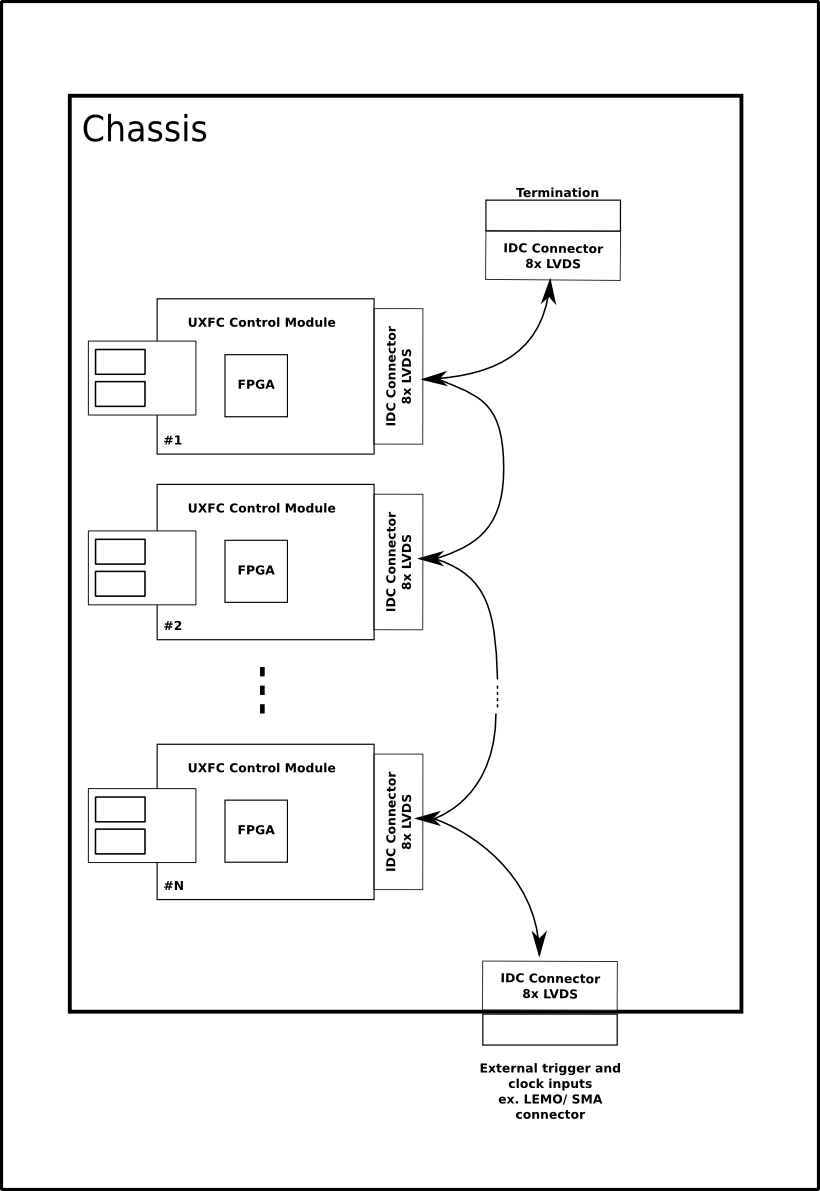 Chassis
Termination
IDC Connector
8x LVDS
UXFC Control Module
FPGA
#1
IDC Connector
8x LVDS
UXFC Control Module
FPGA
#2
IDC Connector
8x LVDS
UXFC Control Module
FPGA
#N
IDC Connector
8x LVDS
IDC Connector
8x LVDS
External trigger and
clock inputs
ex. LEMO/ SMA
connector